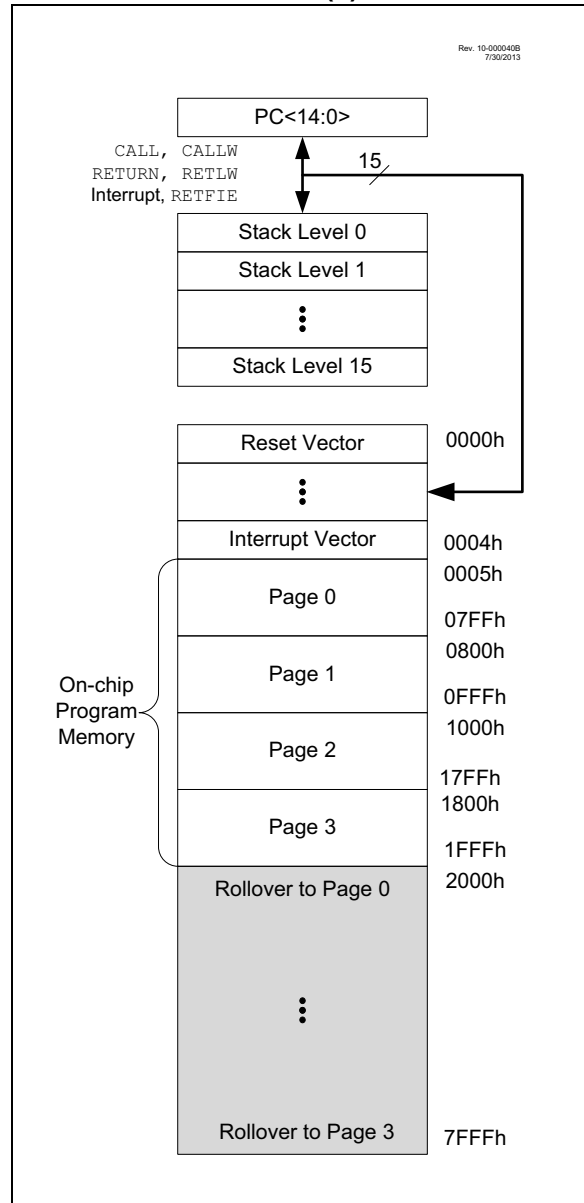 Rev. 10-000040B
7/30/2013
PC<14:0>
CALL, CALLW
RETURN, RETLW
Interrupt, RETFIE
15
Stack Level 0
Stack Level 1
Stack Level 15
Reset Vector
0000h
Interrupt Vector
0004h
0005h
Page 0
07FFh
0800h
Page 1
0FFFh
On-chip
Program
Memory
1000h
Page 2
17FFh
1800h
Page 3
1FFFh
2000h
Rollover to Page 0
Rollover to Page 3
7FFFh